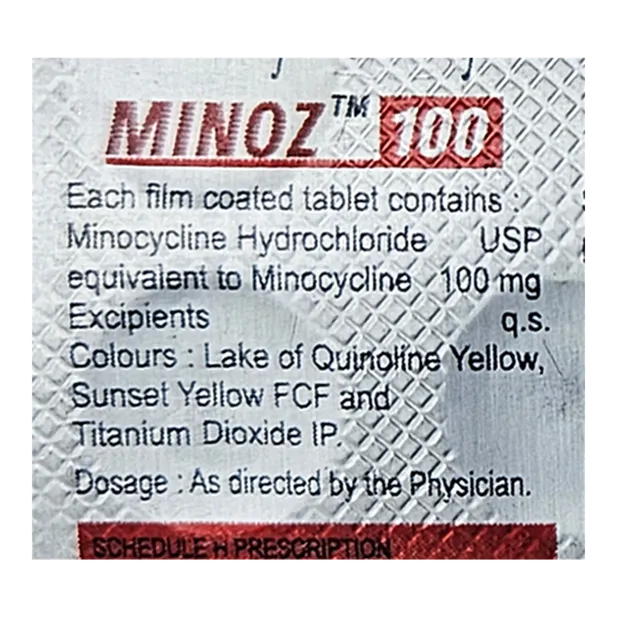 MINOZ™ 100
Each film coated tablet contains :
Minocycline Hydrochloride USP
equivalent to Minocycline 100 mg
Excipients q.s.
Colours : Lake of Quinoline Yellow,
Sunset Yellow FCF and
Titanium Dioxide IP.
Dosage : As directed by the Physician.
SCHEDULE H PRESCRIPTION